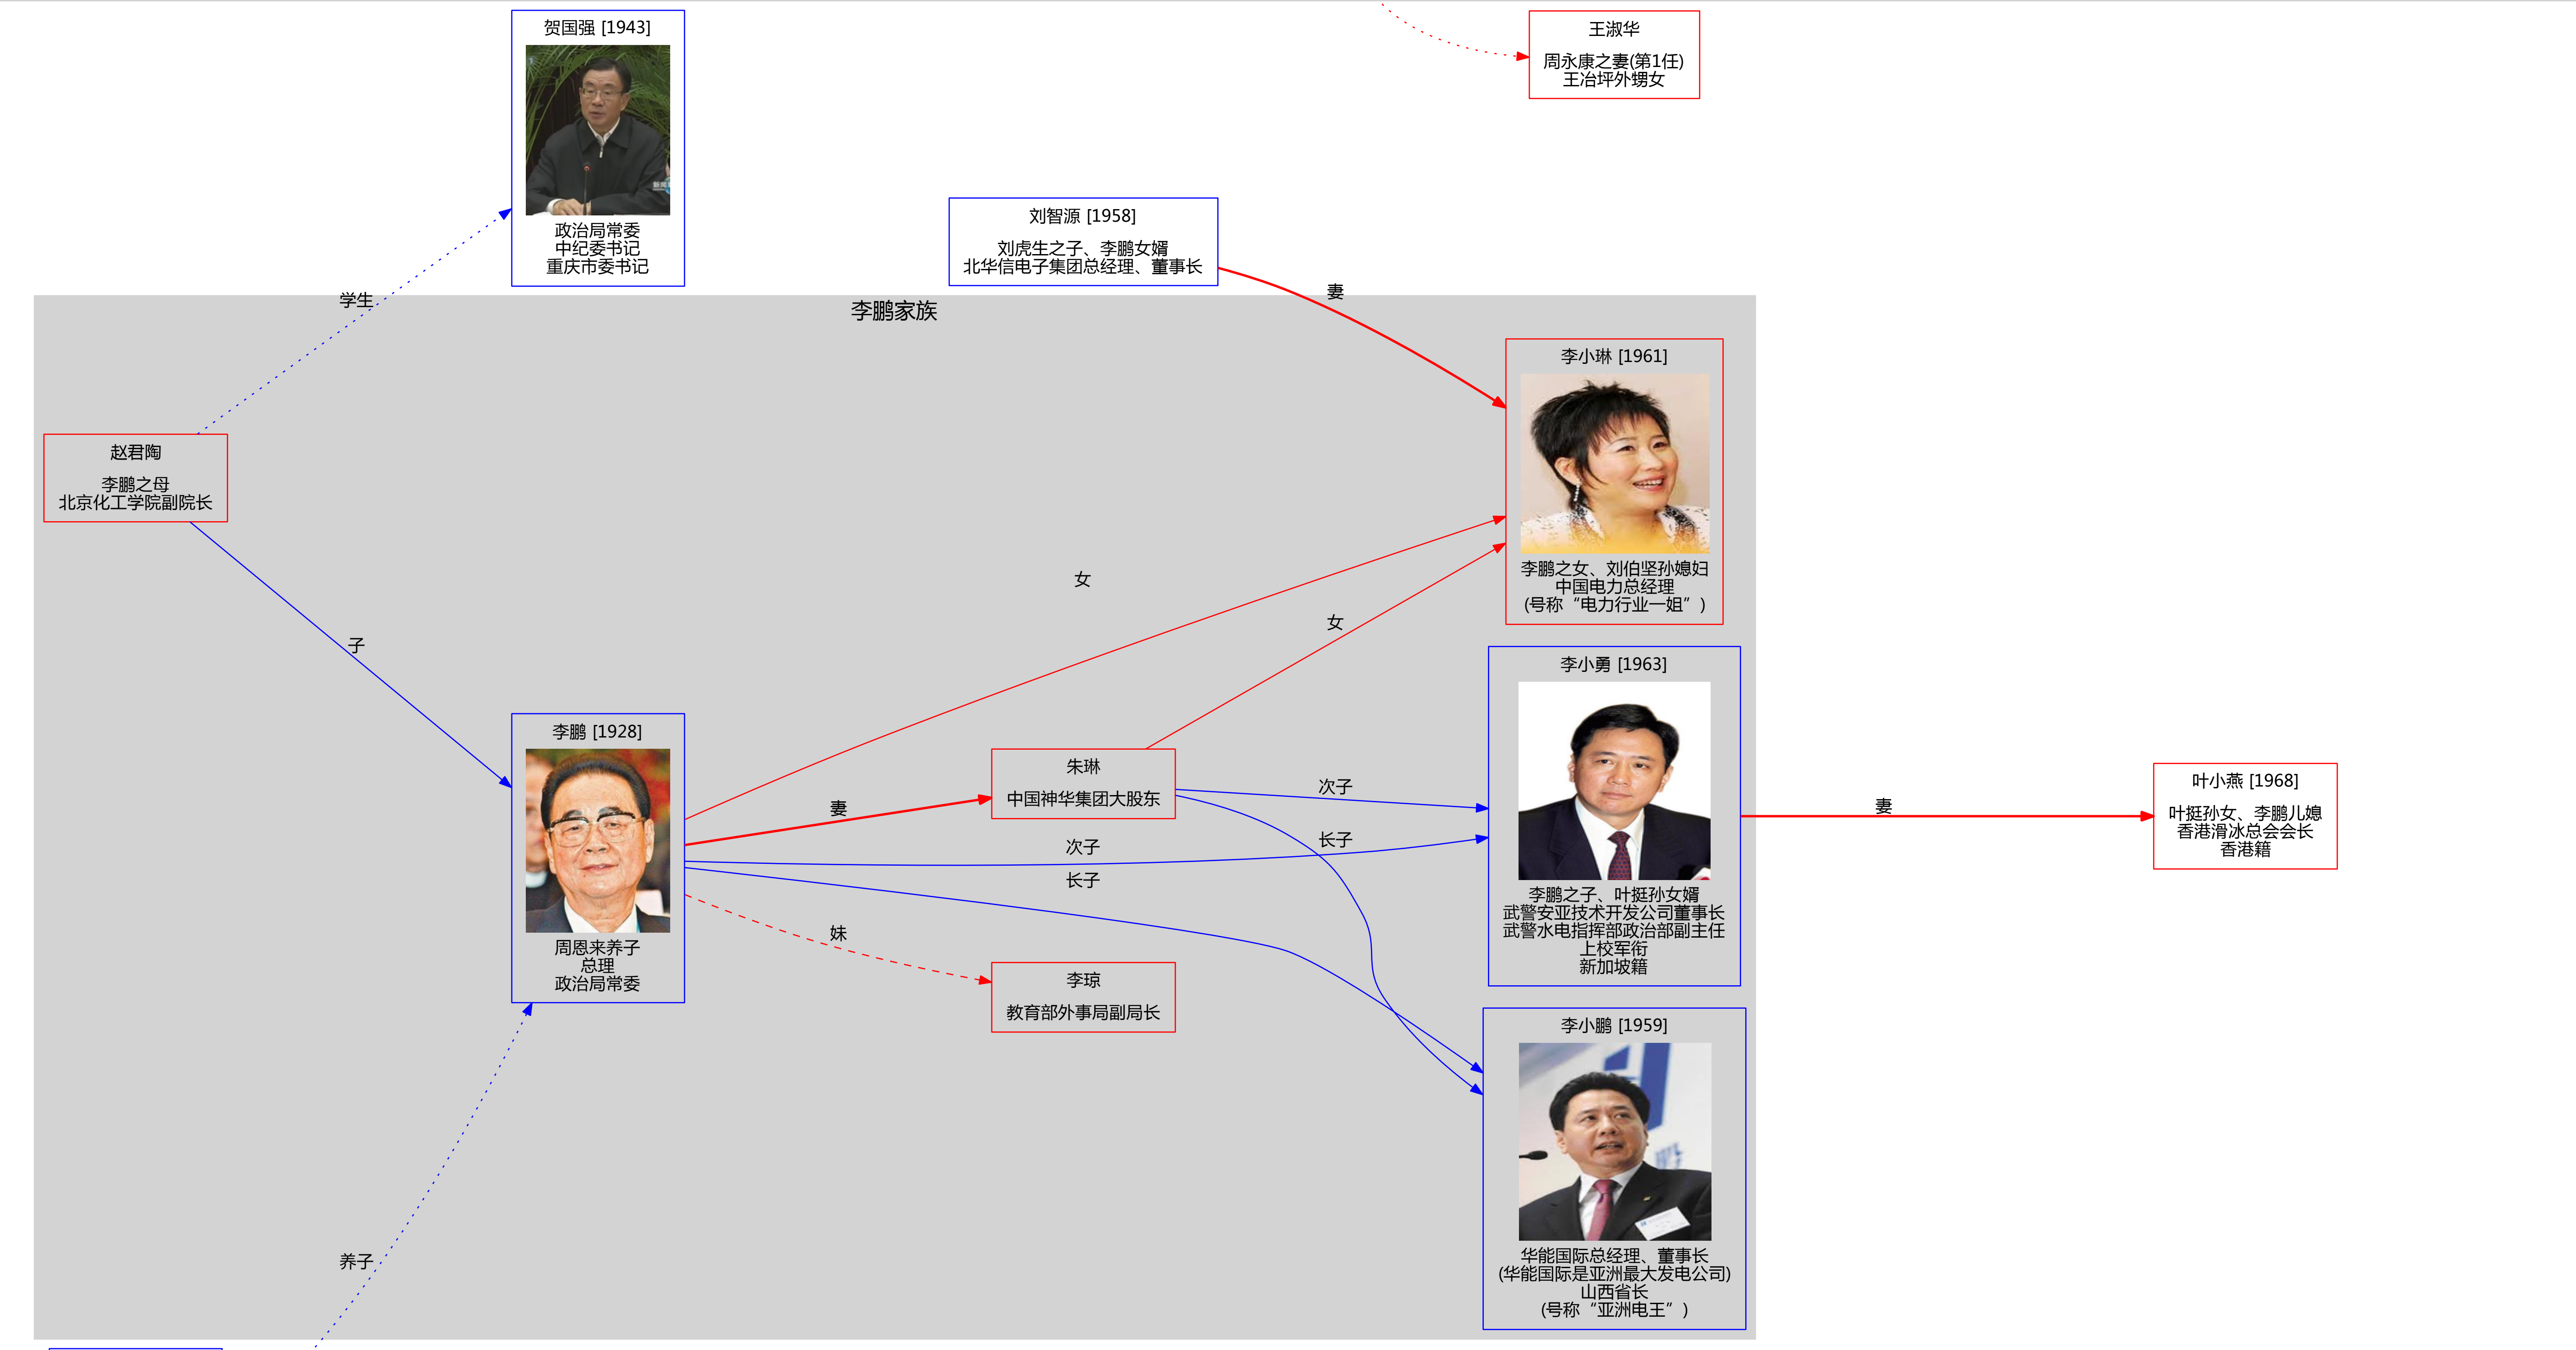 贺国强 [1943]
政治局常委
中纪委书记
重庆市委书记
王淑华
周永康之妻(第1任)
王冶坪外甥女
刘智源 [1958]
刘虎生之子、李鹏女婿
北华信电子集团总经理、董事长
妻
学生
李鹏家族
李小琳 [1961]
李鹏之女、刘伯坚孙媳妇
中国电力总经理
(号称“电力行业一姐”)
赵君陶
李鹏之母
北京化工学院副院长
子
女
女
李鹏 [1928]
周恩来养子
总理
政治局常委
妻
朱琳
中国神华集团大股东
次子
长子
次子
长子
妹
李琼
教育部外事局副局长
李小勇 [1963]
李鹏之子、叶挺孙女婿
武警安亚技术开发公司董事长
武警水电指挥部政治部副主任
上校军衔
新加坡籍
妻
叶小燕 [1968]
叶挺孙女、李鹏儿媳
香港滑冰总会会长
香港籍
李小鹏 [1959]
华能国际总经理、董事长
(华能国际是亚洲最大发电公司)
山西省长
(号称“亚洲电王”)
养子